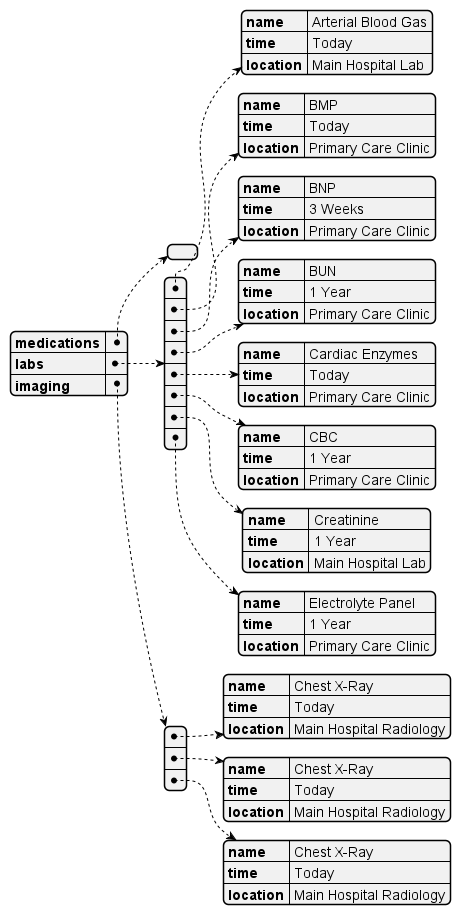 name Arterial Blood Gas
time Today
location Main Hospital Lab
name BMP
time Today
location Primary Care Clinic
name BNP
time 3 Weeks
location Primary Care Clinic
name BUN
time 1 Year
location Primary Care Clinic
medications
labs
imaging
name Cardiac Enzymes
time Today
location Primary Care Clinic
name CBC
time 1 Year
location Primary Care Clinic
name Creatinine
time 1 Year
location Main Hospital Lab
name Electrolyte Panel
time 1 Year
location Primary Care Clinic
name Chest X-Ray
time Today
location Main Hospital Radiology
name Chest X-Ray
time Today
location Main Hospital Radiology
name Chest X-Ray
time Today
location Main Hospital Radiology